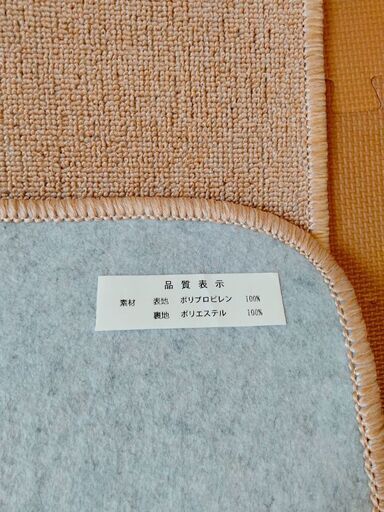 品質表示
素材 表地 ポリプロピレン 100%
裏地 ポリエステル 100%